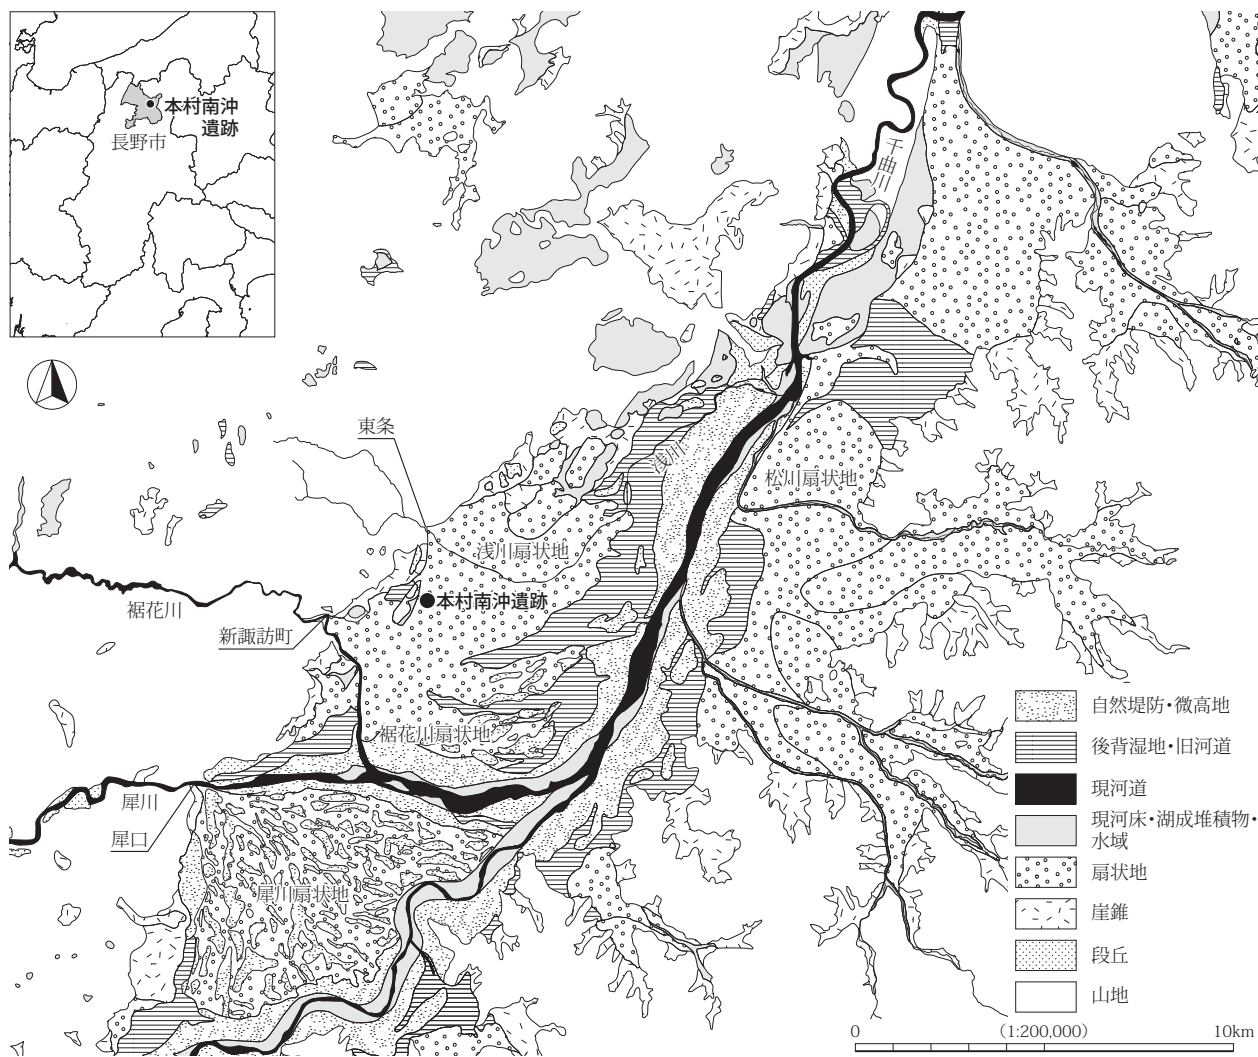 本村南沖
遺跡
長野市
千曲川
東条
浅川
松川扇状地
浅川扇状地
本村南沖遺跡
裾花川
新諏訪町
裾花川扇状地
犀川
犀口
犀川扇状地
自然堤防・微高地
後背湿地・旧河道
現河道
現河床・湖成堆積物・
水域
扇状地
崖錐
段丘
山地
0 (1:200,000) 10km